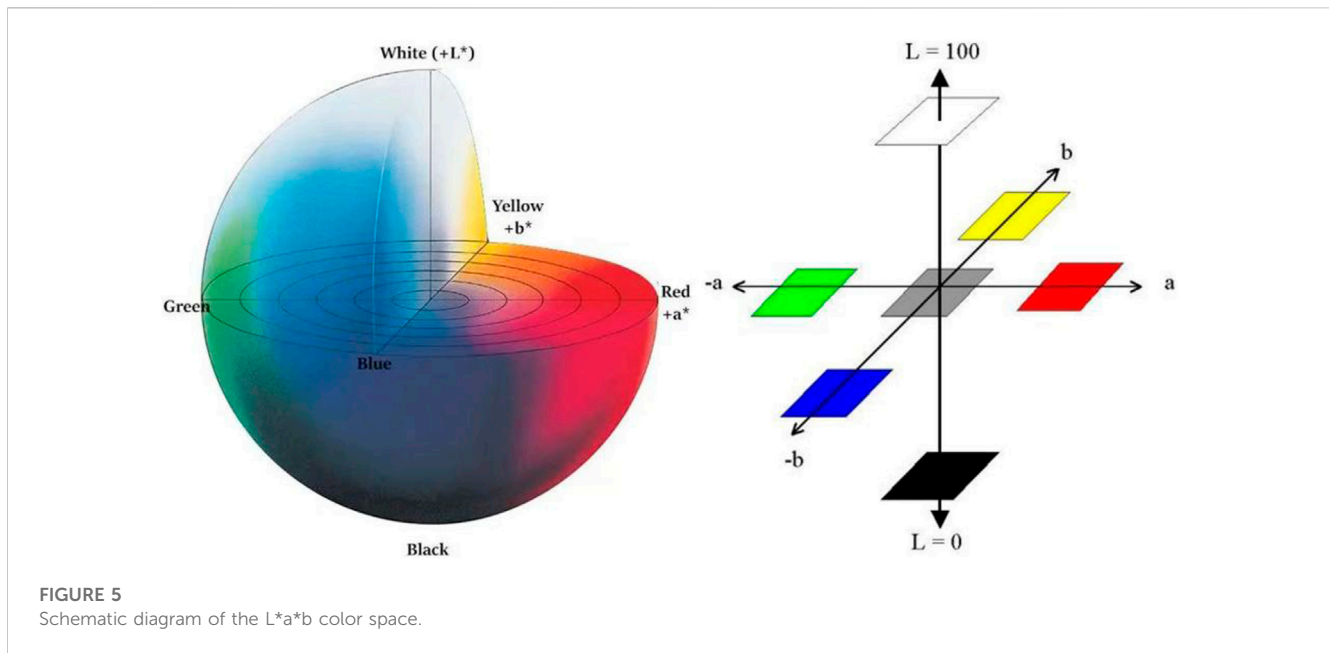 White (+L*)
Yellow
+b*
Green
Red
+a*
Blue
Black
L = 100
b
-a
a
-b
L = 0
FIGURE 5
Schematic diagram of the L*a*b color space.